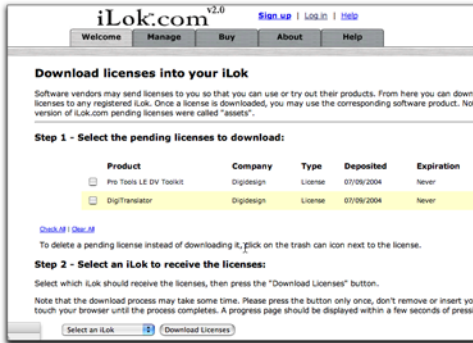 iLok.com v2.0
Sign up | Log in | Help
Welcome Manage Buy About Help
Download licenses into your iLok
Software vendors may send licenses to you so that you can use or try out their products. From here you can down
licenses to any registered iLok. Once a license is downloaded, you may use the corresponding software product. No
version of iLok.com pending licenses were called "assets".
Step 1 - Select the pending licenses to download:
Product Company Type Deposited Expiration
Pro Tools LE DV Toolkit Digidesign License 07/09/2004 Never
DigiTranslator Digidesign License 07/09/2004 Never
Check All | Clear All
To delete a pending license instead of downloading it, click on the trash can icon next to the license.
Step 2 - Select an iLok to receive the licenses:
Select which iLok should receive the licenses, then press the "Download Licenses" button.
Note that the download process may take some time. Please press the button only once, don't remove or insert yo
touch your browser until the process completes. A progress page should be displayed within a few seconds of pressi
Select an iLok Download Licenses